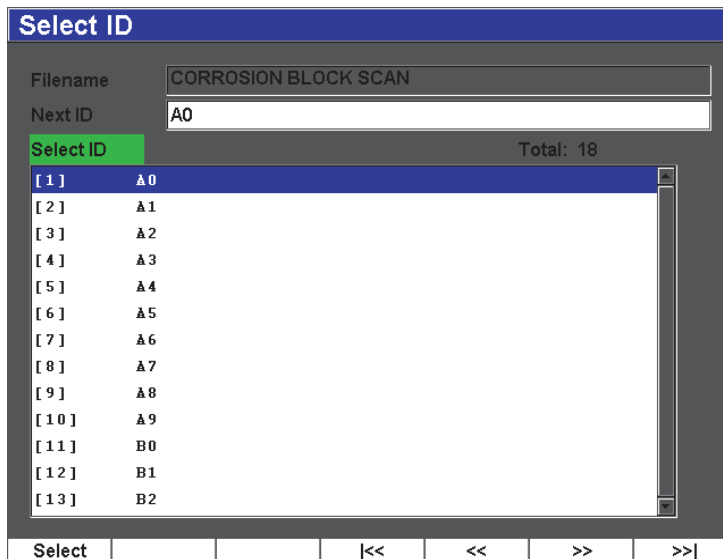 Select ID
Filename CORROSION BLOCK SCAN
Next ID A0
Select ID Total: 18
[1] A0
[2] A1
[3] A2
[4] A3
[5] A4
[6] A5
[7] A6
[8] A7
[9] A8
[10] A9
[11] B0
[12] B1
[13] B2
Select |<< << >> >>|